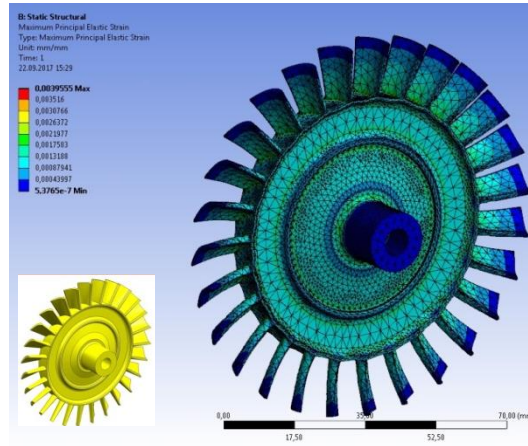 B: Static Structural
Maximum Principal Elastic Strain
Type: Maximum Principal Elastic Strain
Unit: mm/mm
Time: 1
22.09.2017 15:29
0,0039555 Max
0,003516
0,0030766
0,0026372
0,0021977
0,0017583
0,0013188
0,00087941
0,00043997
5,3765e-7 Min
0,00
35,00
70,00 (mm
17,50
52,50